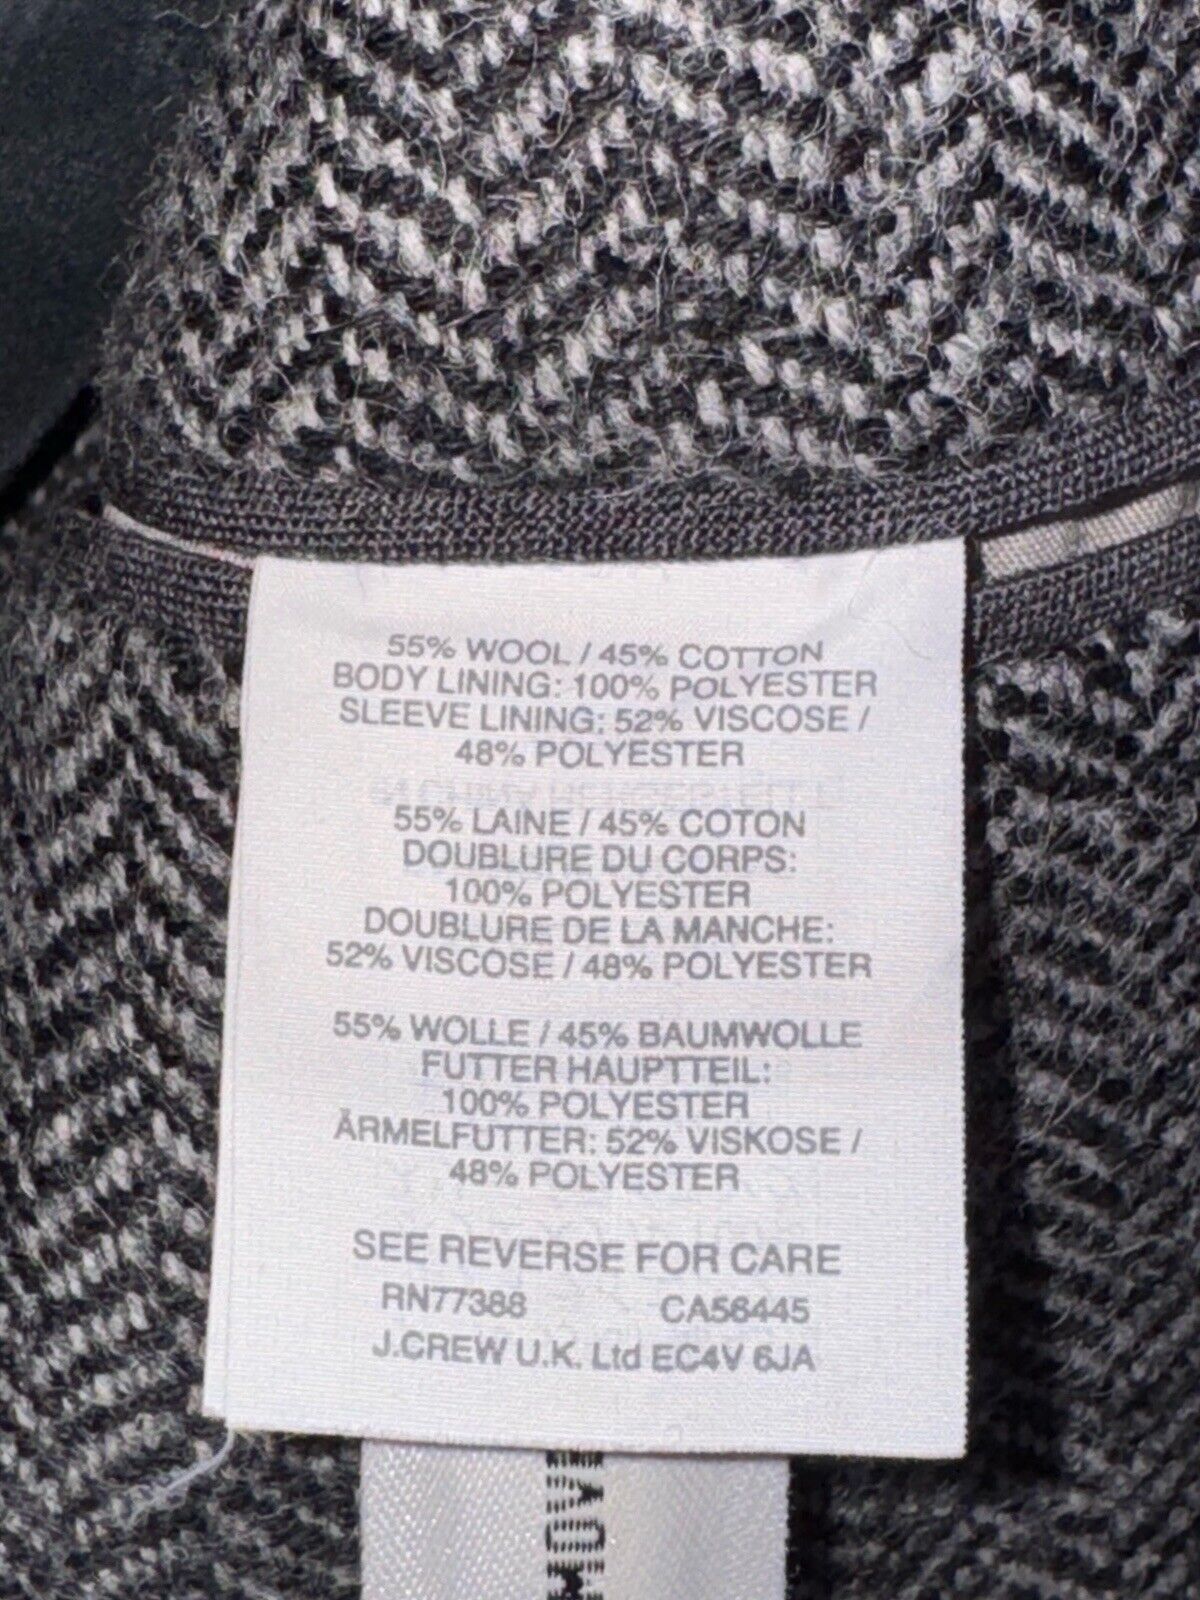 55% WOOL / 45% COTTON
BODY LINING: 100% POLYESTER
SLEEVE LINING: 52% VISCOSE /
48% POLYESTER
55% LAINE / 45% COTON
DOUBLURE DU CORPS:
100% POLYESTER
DOUBLURE DE LA MANCHE:
52% VISCOSE / 48% POLYESTER
55% WOLLE / 45% BAUMWOLLE
FUTTER HAUPTTEIL:
100% POLYESTER
ÄRMELFUTTER: 52% VISKOSE /
48% POLYESTER
SEE REVERSE FOR CARE
RN77388 CA56445
J.CREW U.K. Ltd EC4V 6JA